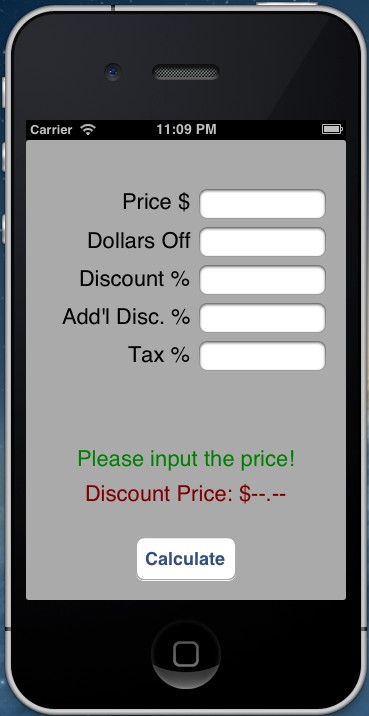 Carrier 11:09 PM
Price $
Dollars Off
Discount %
Add'l Disc. %
Tax %
Please input the price!
Discount Price: $--.--
Calculate